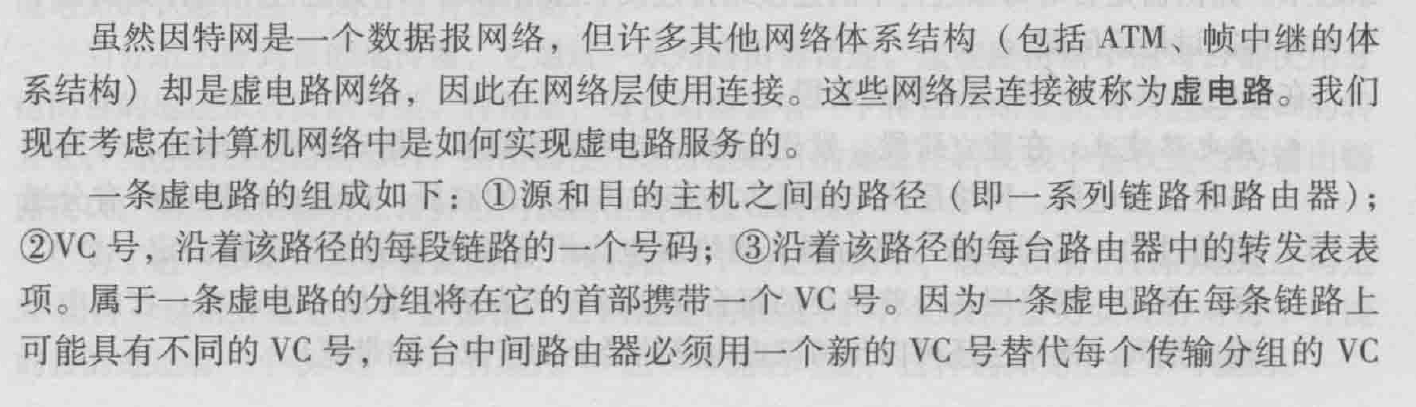 虽然因特网是一个数据报网络，但许多其他网络体系结构（包括 ATM、帧中继的体
系结构）却是虚电路网络，因此在网络层使用连接。这些网络层连接被称为虚电路。我们
现在考虑在计算机网络中是如何实现虚电路服务的。
一条虚电路的组成如下：①源和目的主机之间的路径（即一系列链路和路由器）；
②VC 号，沿着该路径的每段链路的一个号码；③沿着该路径的每台路由器中的转发表表
项。属于一条虚电路的分组将在它的首部携带一个 VC 号。因为一条虚电路在每条链路上
可能具有不同的 VC 号，每台中间路由器必须用一个新的 VC 号替代每个传输分组的 VC